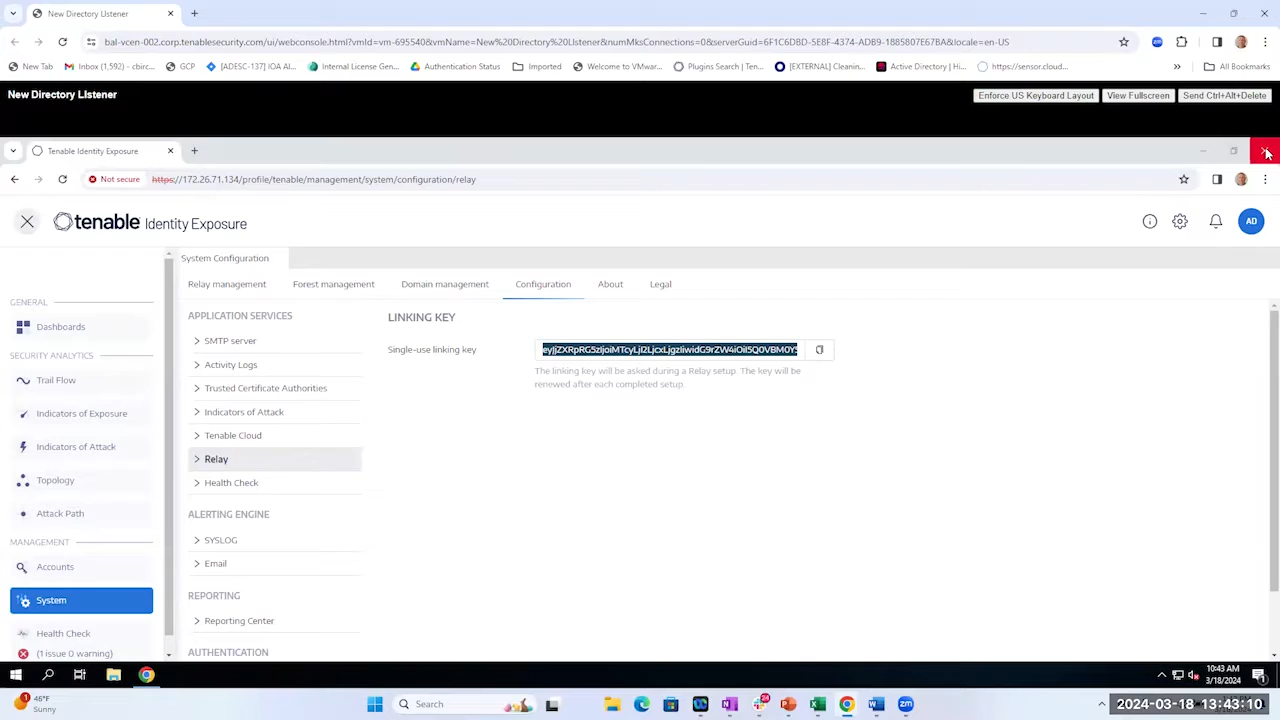 New Directory LIstener
bal-vcen-002.corp.tenablesecurity.com/ui/webconsole.html?vmId=vm-695540&vmName=New%20Directory%20LIstener&numMksConnections=0&serverGuid=6F1C6DBD-5E8F-4374-ADB9-1885807E67BA&locale=en-US
New Tab Inbox (1,592) - cbirc... GCP [ADESC-137] IOA AI... Internal License Gen... Authentication Status Imported Welcome to VMwar... Plugins Search | Ten... [EXTERNAL] Cleanin... Active Directory | Hi... https://sensor.cloud... » All Bookmarks
New Directory LIstener
Enforce US Keyboard Layout View Fullscreen Send Ctrl+Alt+Delete
Tenable Identity Exposure
Not secure https://172.26.71.134/profile/tenable/management/system/configuration/relay
tenable Identity Exposure
AD
System Configuration
Relay management Forest management Domain management Configuration About Legal
GENERAL
Dashboards
SECURITY ANALYTICS
Trail Flow
Indicators of Exposure
Indicators of Attack
Topology
Attack Path
MANAGEMENT
Accounts
System
Health Check
(1 issue 0 warning)
APPLICATION SERVICES
SMTP server
Activity Logs
Trusted Certificate Authorities
Indicators of Attack
Tenable Cloud
Relay
Health Check
ALERTING ENGINE
SYSLOG
Email
REPORTING
Reporting Center
AUTHENTICATION
LINKING KEY
Single-use linking key
The linking key will be asked during a Relay setup. The key will be
renewed after each completed setup.
10:43 AM
3/18/2024
46°F
Sunny
Search
2024-03-18 13:43:10